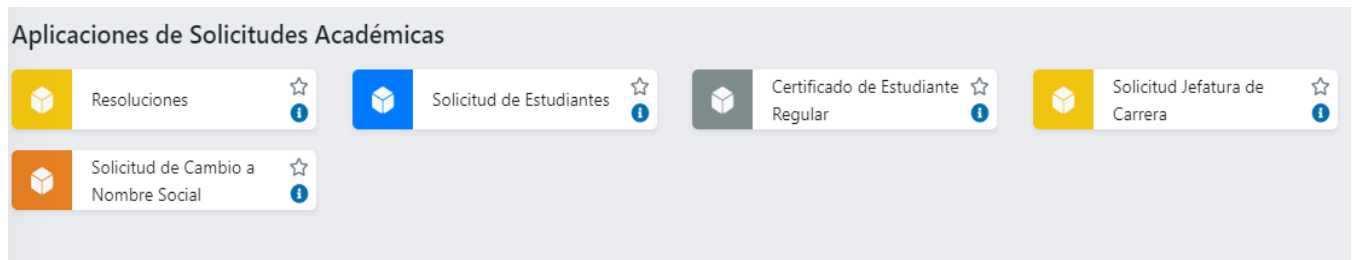 Aplicaciones de Solicitudes Académicas
Resoluciones
Solicitud de Estudiantes
Certificado de Estudiante
Regular
Solicitud Jefatura de
Carrera
Solicitud de Cambio a
Nombre Social